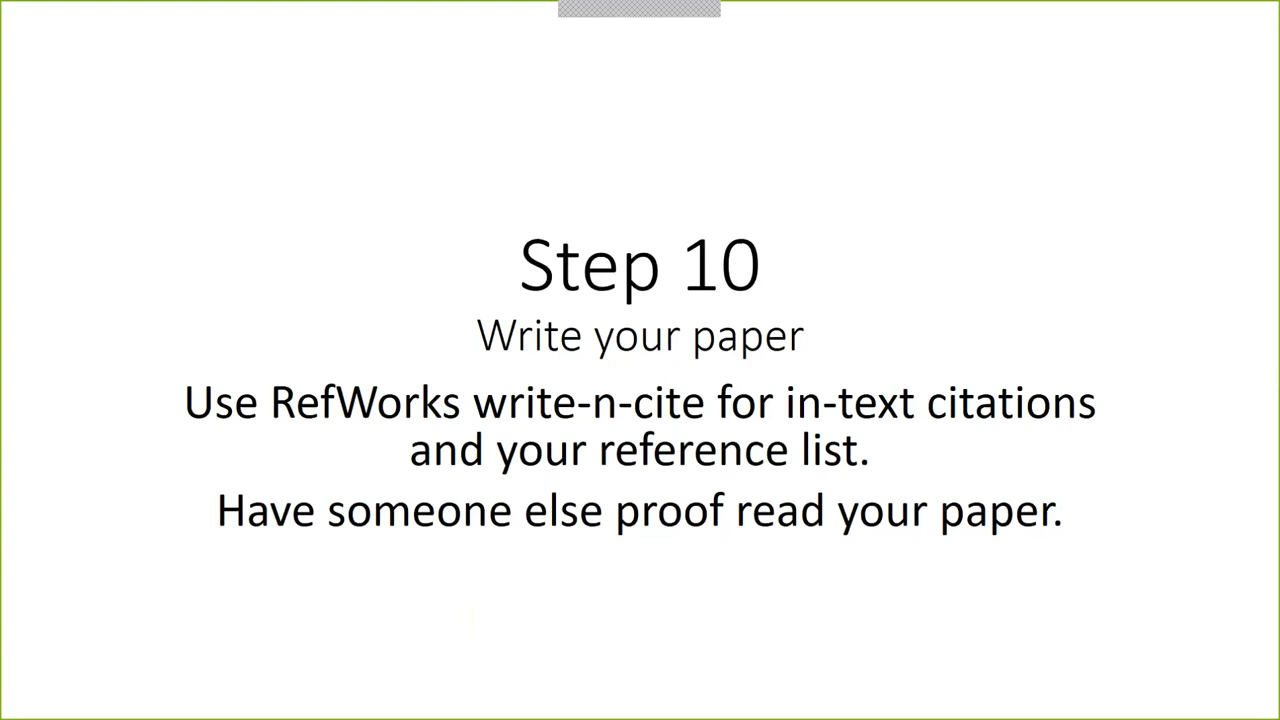 Step 10
Write your paper
Use RefWorks write-n-cite for in-text citations
and your reference list.
Have someone else proof read your paper.